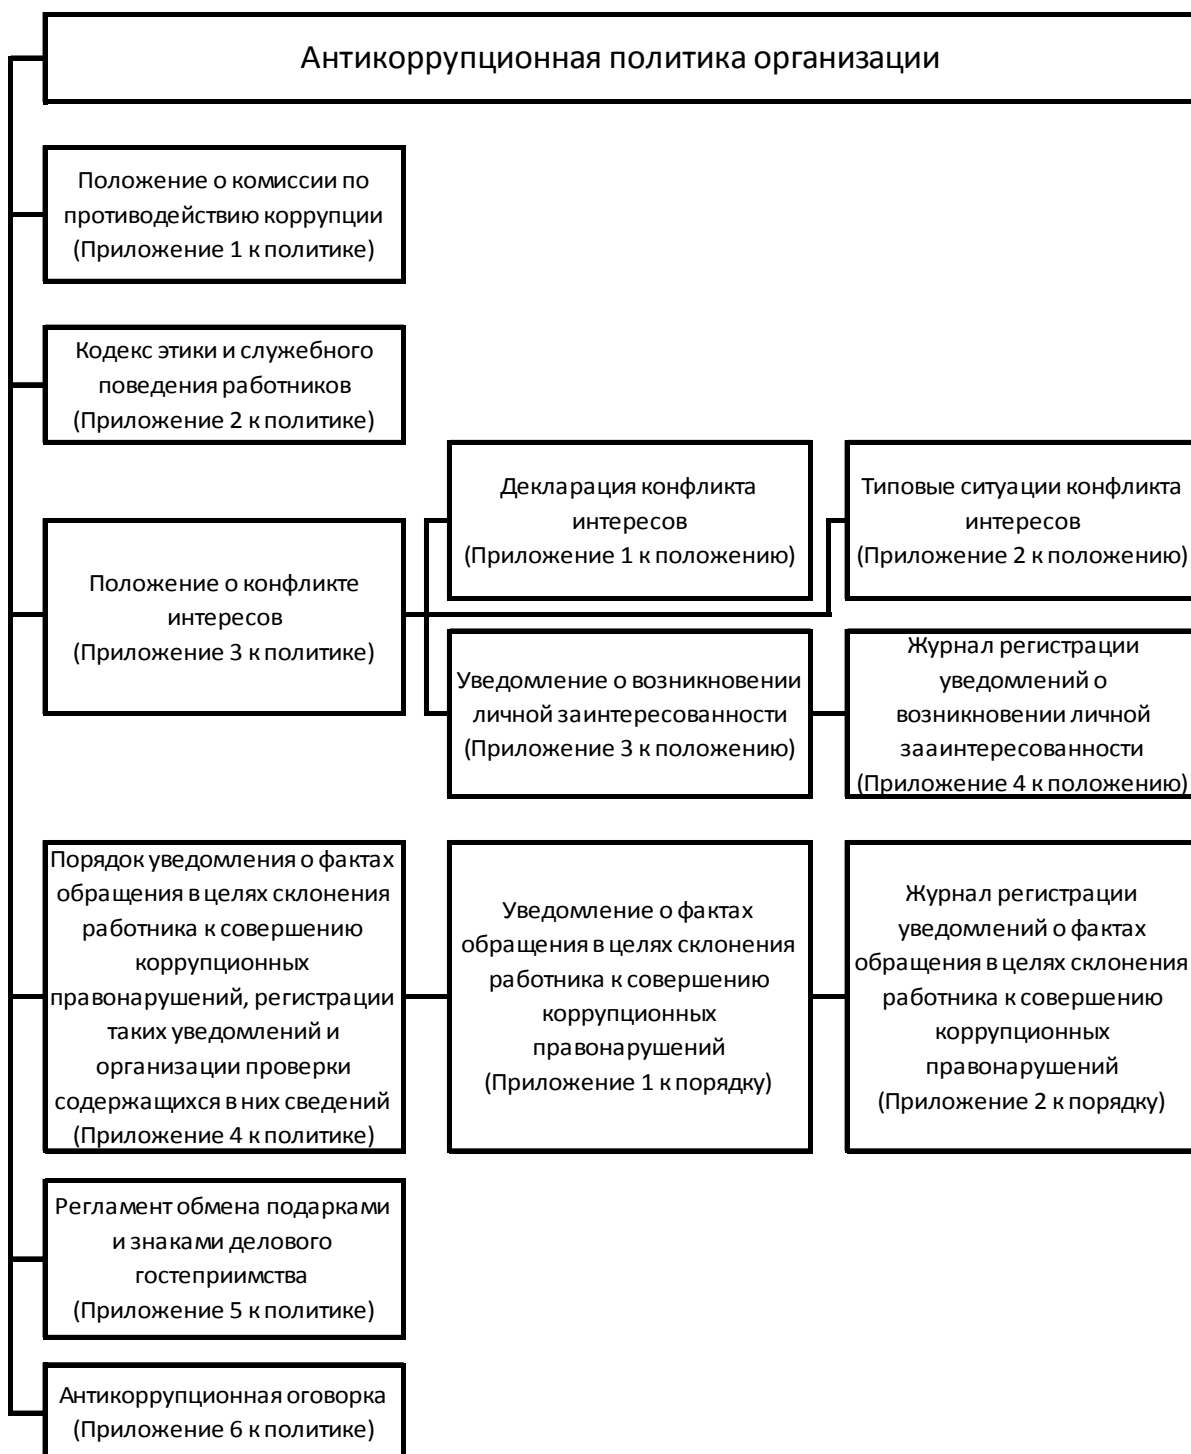 Антикоррупционная политика организации
Положение о комиссии по
противодействию коррупции
(Приложение 1 к политике)
Кодекс этики и служебного
поведения работников
(Приложение 2 к политике)
Положение о конфликте
интересов
(Приложение 3 к политике)
Декларация конфликта
интересов
(Приложение 1 к положению)
Типовые ситуации конфликта
интересов
(Приложение 2 к положению)
Уведомление о возникновении
личной заинтересованности
(Приложение 3 к положению)
Журнал регистрации
уведомлений о
возникновении личной
зааинтересованности
(Приложение 4 к положению)
Порядок уведомления о фактах
обращения в целях склонения
работника к совершению
коррупционных
правонарушений, регистрации
таких уведомлений и
организации проверки
содержащихся в них сведений
(Приложение 4 к политике)
Уведомление о фактах
обращения в целях склонения
работника к совершению
коррупционных
правонарушений
(Приложение 1 к порядку)
Журнал регистрации
уведомлений о фактах
обращения в целях склонения
работника к совершению
коррупционных
правонарушений
(Приложение 2 к порядку)
Регламент обмена подарками
и знаками делового
гостеприимства
(Приложение 5 к политике)
Антикоррупционная оговорка
(Приложение 6 к политике)